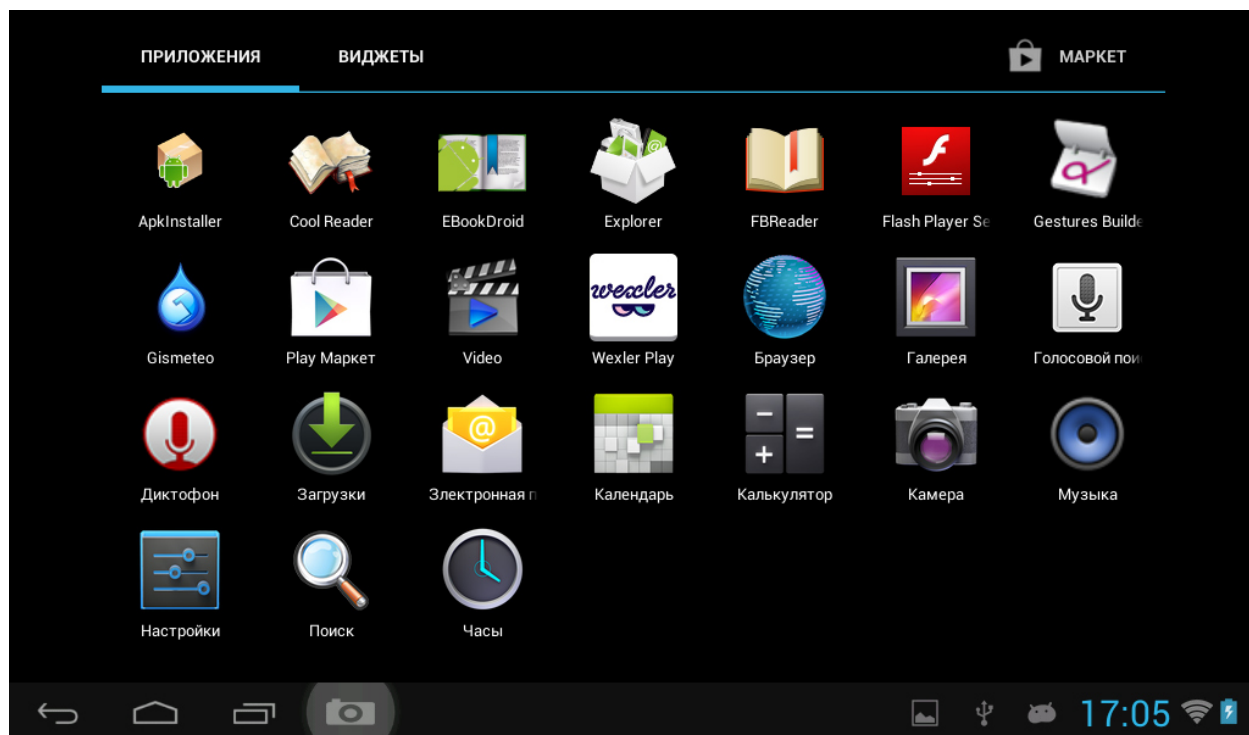 ПРИЛОЖЕНИЯ ВИДЖЕТЫ МАРКЕТ
ApkInstaller Cool Reader EBookDroid Explorer FBReader Flash Player Se Gestures Builde
wexler
Gismeteo Play Маркет Video Wexler Play Браузер Галерея Голосовой пои
Диктофон Загрузки Электронная п Календарь Калькулятор Камера Музыка
Настройки Поиск Часы
17:05